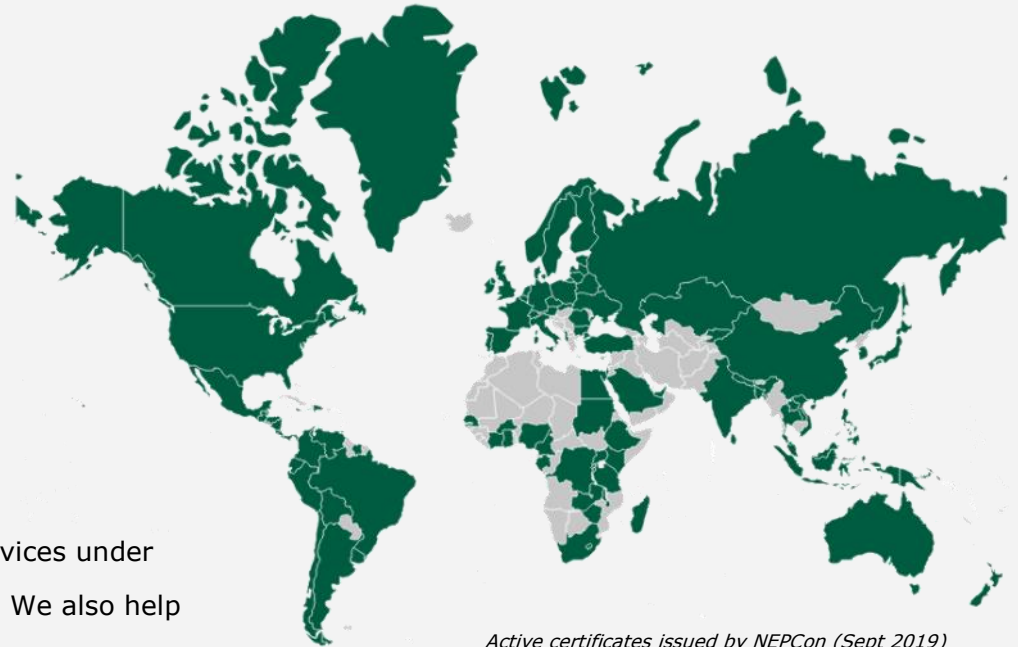 vices under
We also help
Active certificates issued by NEPCon (Sept 2019)